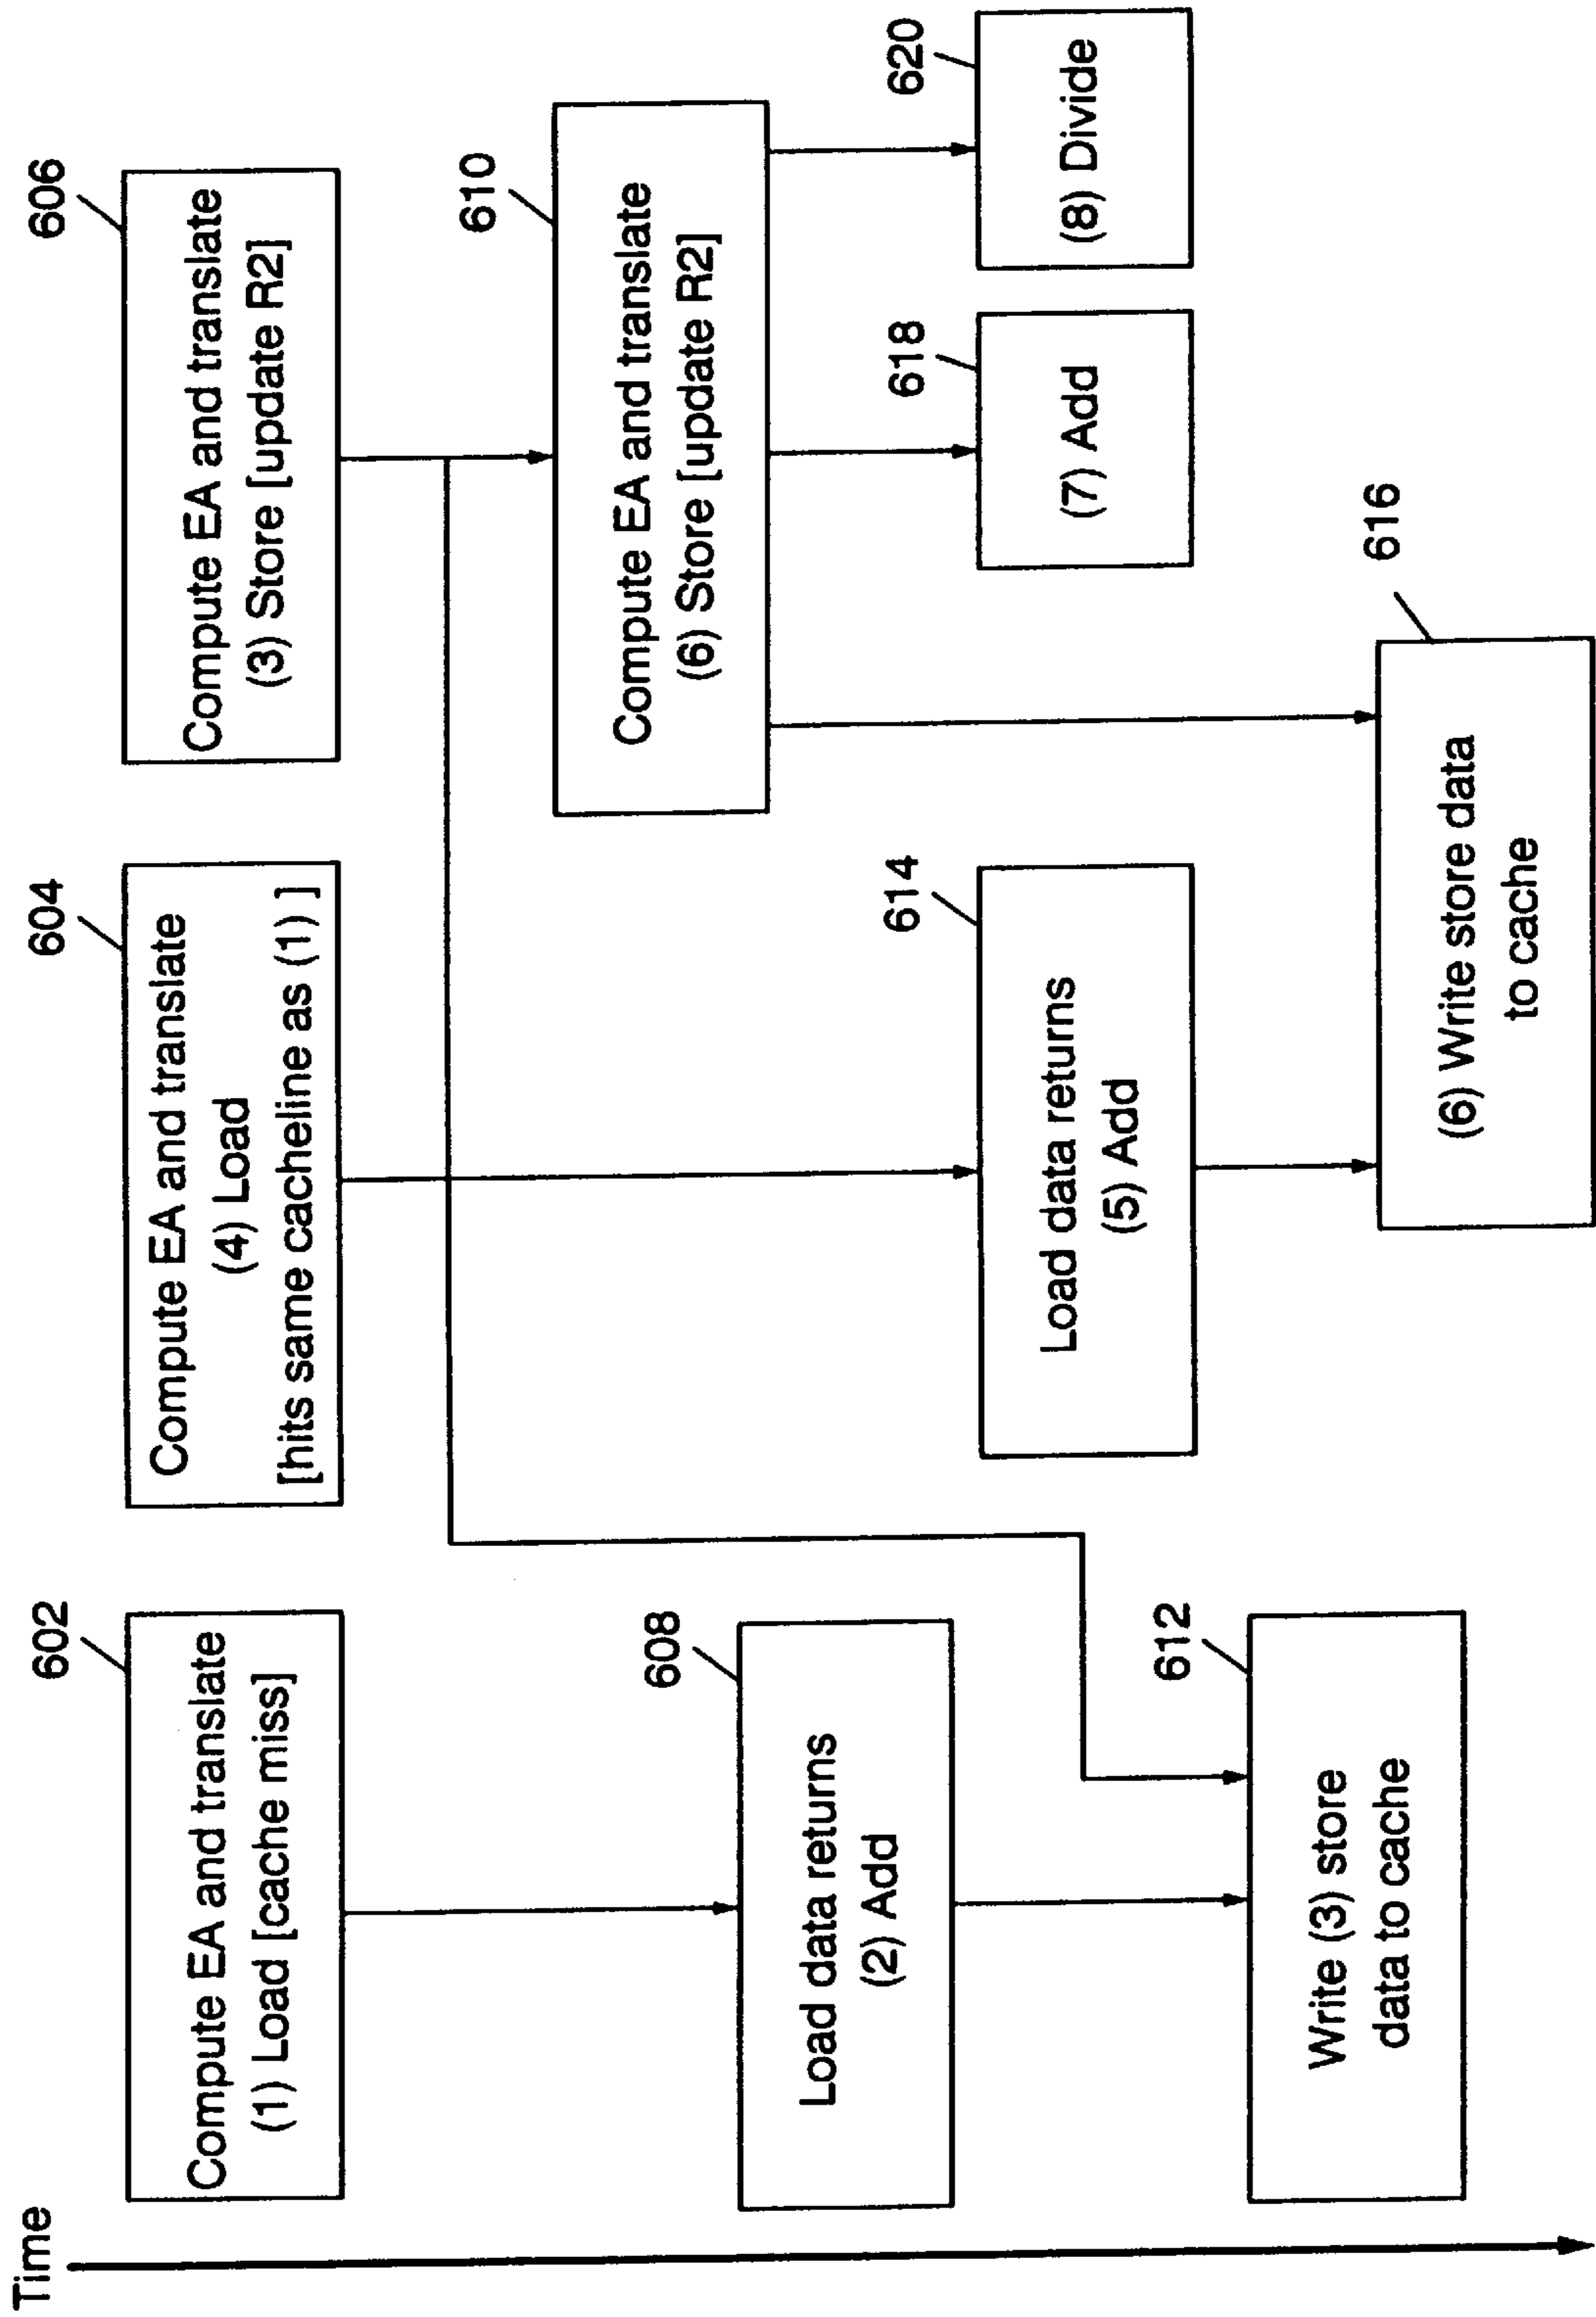 Time
602
Compute EA and translate
(1) Load [cache miss]
604
Compute EA and translate
(4) Load
[hits same cacheline as (1) ]
606
Compute EA and translate
(3) Store [update R2]
610
Compute EA and translate
(6) Store [update R2]
608
Load data returns
(2) Add
614
Load data returns
(5) Add
618
(7) Add
620
(8) Divide
612
Write (3) store
data to cache
616
(6) Write store data
to cache